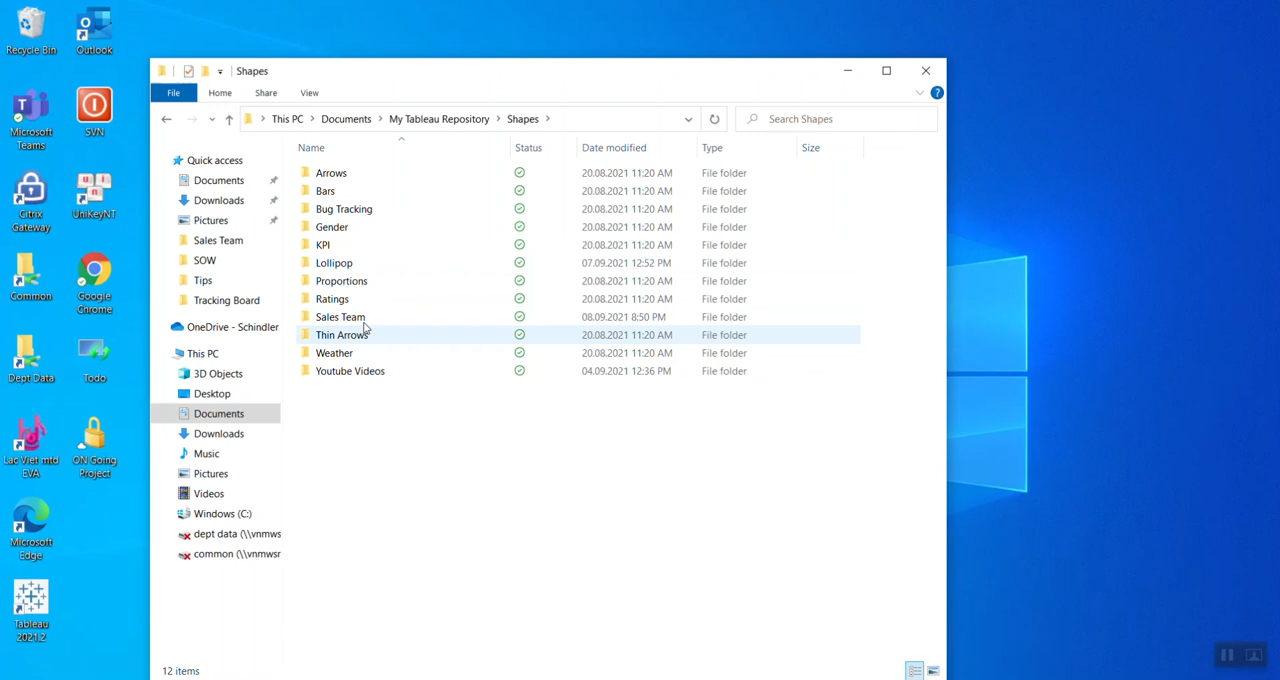 Recycle Bin
Outlook
Microsoft
Teams
SVN
Citrix
Gateway
UniKeyNT
Common
Google
Chrome
Dept Data
Todo
Lac Viet mtd
EVA
ON Going
Project
Microsoft
Edge
Tableau
2021.2
Shapes
File Home Share View
This PC > Documents > My Tableau Repository > Shapes >
Search Shapes
Name Status Date modified Type Size
Quick access
Documents
Downloads
Pictures
Sales Team
SOW
Tips
Tracking Board
OneDrive - Schindler
This PC
3D Objects
Desktop
Documents
Downloads
Music
Pictures
Videos
Windows (C:)
dept data (\\vnmws
common (\\vnmwsr
Arrows 20.08.2021 11:20 AM File folder
Bars 20.08.2021 11:20 AM File folder
Bug Tracking 20.08.2021 11:20 AM File folder
Gender 20.08.2021 11:20 AM File folder
KPI 20.08.2021 11:20 AM File folder
Lollipop 07.09.2021 12:52 PM File folder
Proportions 20.08.2021 11:20 AM File folder
Ratings 20.08.2021 11:20 AM File folder
Sales Team 08.09.2021 8:50 PM File folder
Thin Arrows 20.08.2021 11:20 AM File folder
Weather 20.08.2021 11:20 AM File folder
Youtube Videos 04.09.2021 12:36 PM File folder
12 items